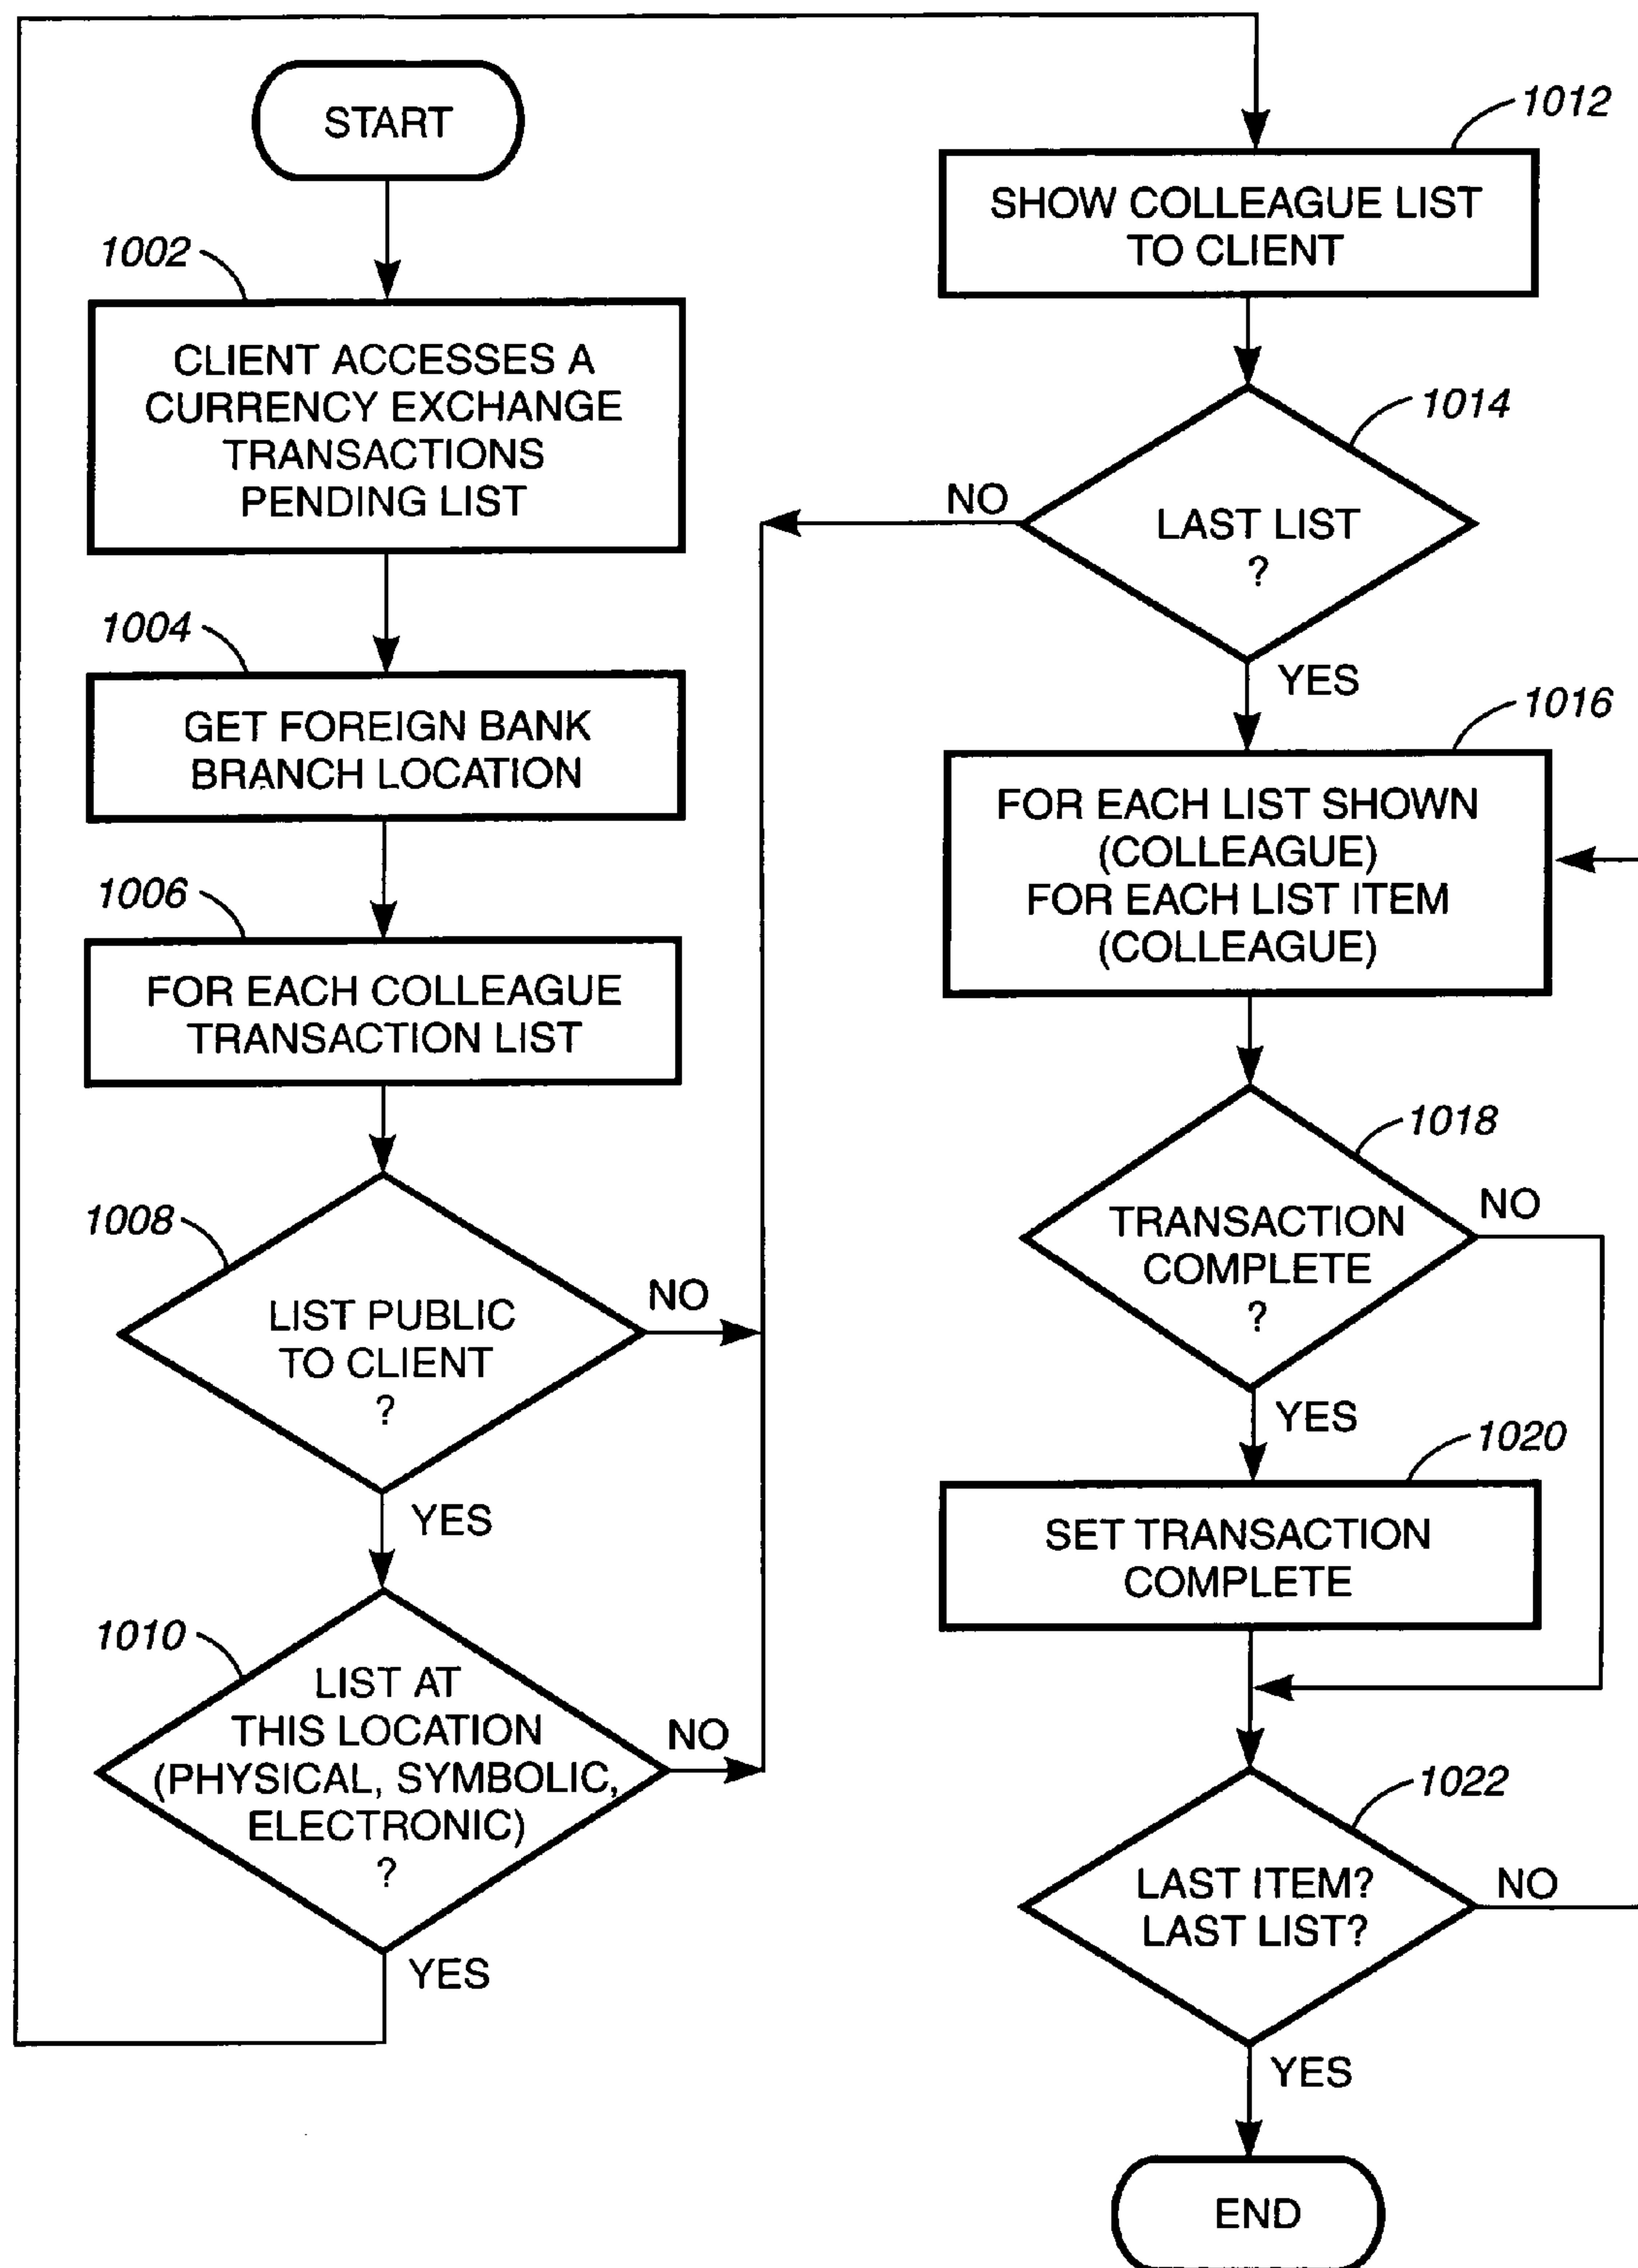 START
1002
CLIENT ACCESSES A
CURRENCY EXCHANGE
TRANSACTIONS
PENDING LIST
1004
GET FOREIGN BANK
BRANCH LOCATION
1006
FOR EACH COLLEAGUE
TRANSACTION LIST
1008
LIST PUBLIC
TO CLIENT
?
NO
YES
1010
LIST AT
THIS LOCATION
(PHYSICAL, SYMBOLIC,
ELECTRONIC)
?
NO
YES
1012
SHOW COLLEAGUE LIST
TO CLIENT
1014
NO
LAST LIST
?
YES
1016
FOR EACH LIST SHOWN
(COLLEAGUE)
FOR EACH LIST ITEM
(COLLEAGUE)
1018
TRANSACTION
COMPLETE
?
NO
YES
1020
SET TRANSACTION
COMPLETE
1022
LAST ITEM?
LAST LIST?
NO
YES
END